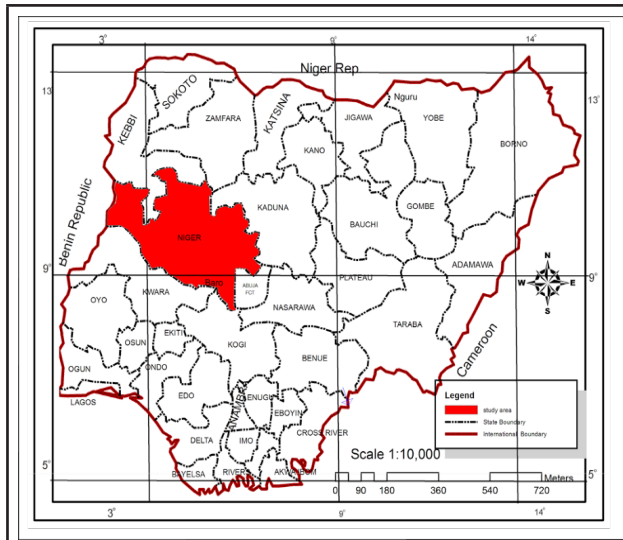 3° 9° 14°
Niger Rep
13 13°
SOKOTO
KEBBI
ZAMFARA
KATSINA
JIGAWA
Nguru
YOBE
BORNO
KANO
KADUNA
BAUCHI
GOMBE
NIGER
Benin Republic
ADAMAWA
9° 9°
PLATEAU
Baro
ABUJA
FCT
KWARA
OYO
NASARAWA
TARABA
N
W E
S
OSUN
EKITI
KOGI
BENUE
Cameroon
OGUN
ONDO
LAGOS
EDO
ANAMBRA
ENUGU
EBOYIN
CROSS RIVER
DELTA
IMO
BAYELSA
RIVERS
AKWAIBOM
Legend
study area
State Boundary
International Boundary
Scale 1:10,000
5° 5°
Meters
0 90 180 360 540 720
3° 9° 14°